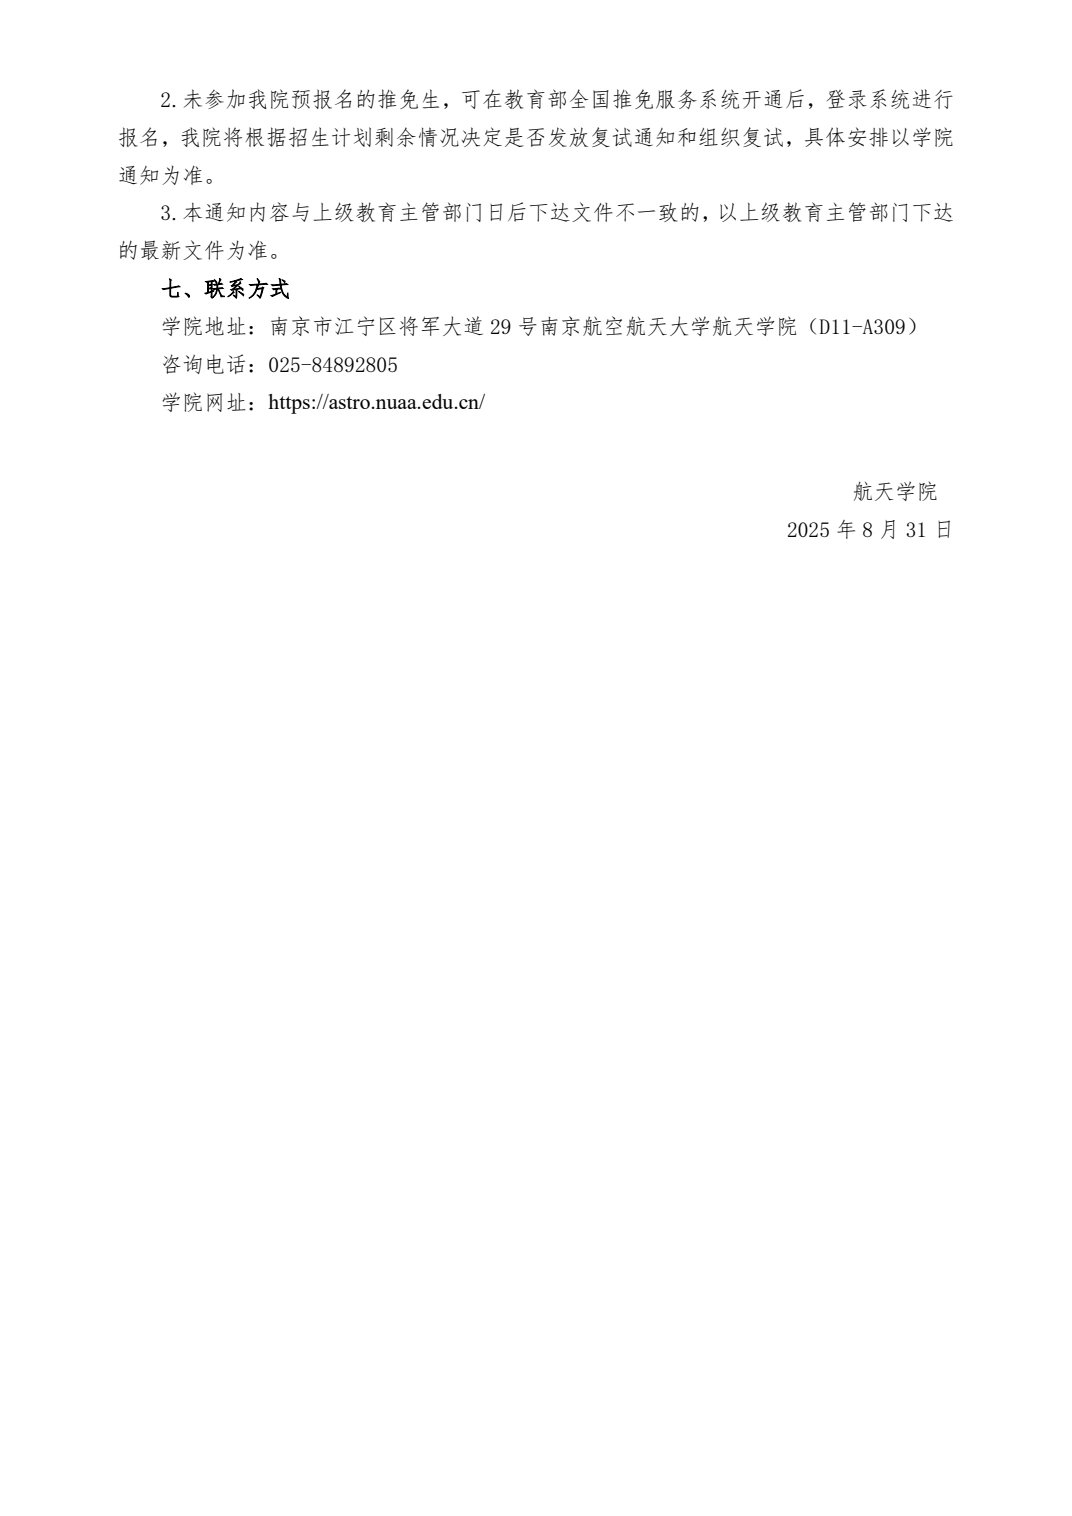 2.未参加我院预报名的推免生，可在教育部全国推免服务系统开通后，登录系统进行
报名，我院将根据招生计划剩余情况决定是否发放复试通知和组织复试，具体安排以学院
通知为准。
3.本通知内容与上级教育主管部门日后下达文件不一致的，以上级教育主管部门下达
的最新文件为准。
七、联系方式
学院地址：南京市江宁区将军大道 29 号南京航空航天大学航天学院（D11-A309）
咨询电话：025-84892805
学院网址：https://astro.nuaa.edu.cn/
航天学院
2025 年 8 月 31 日